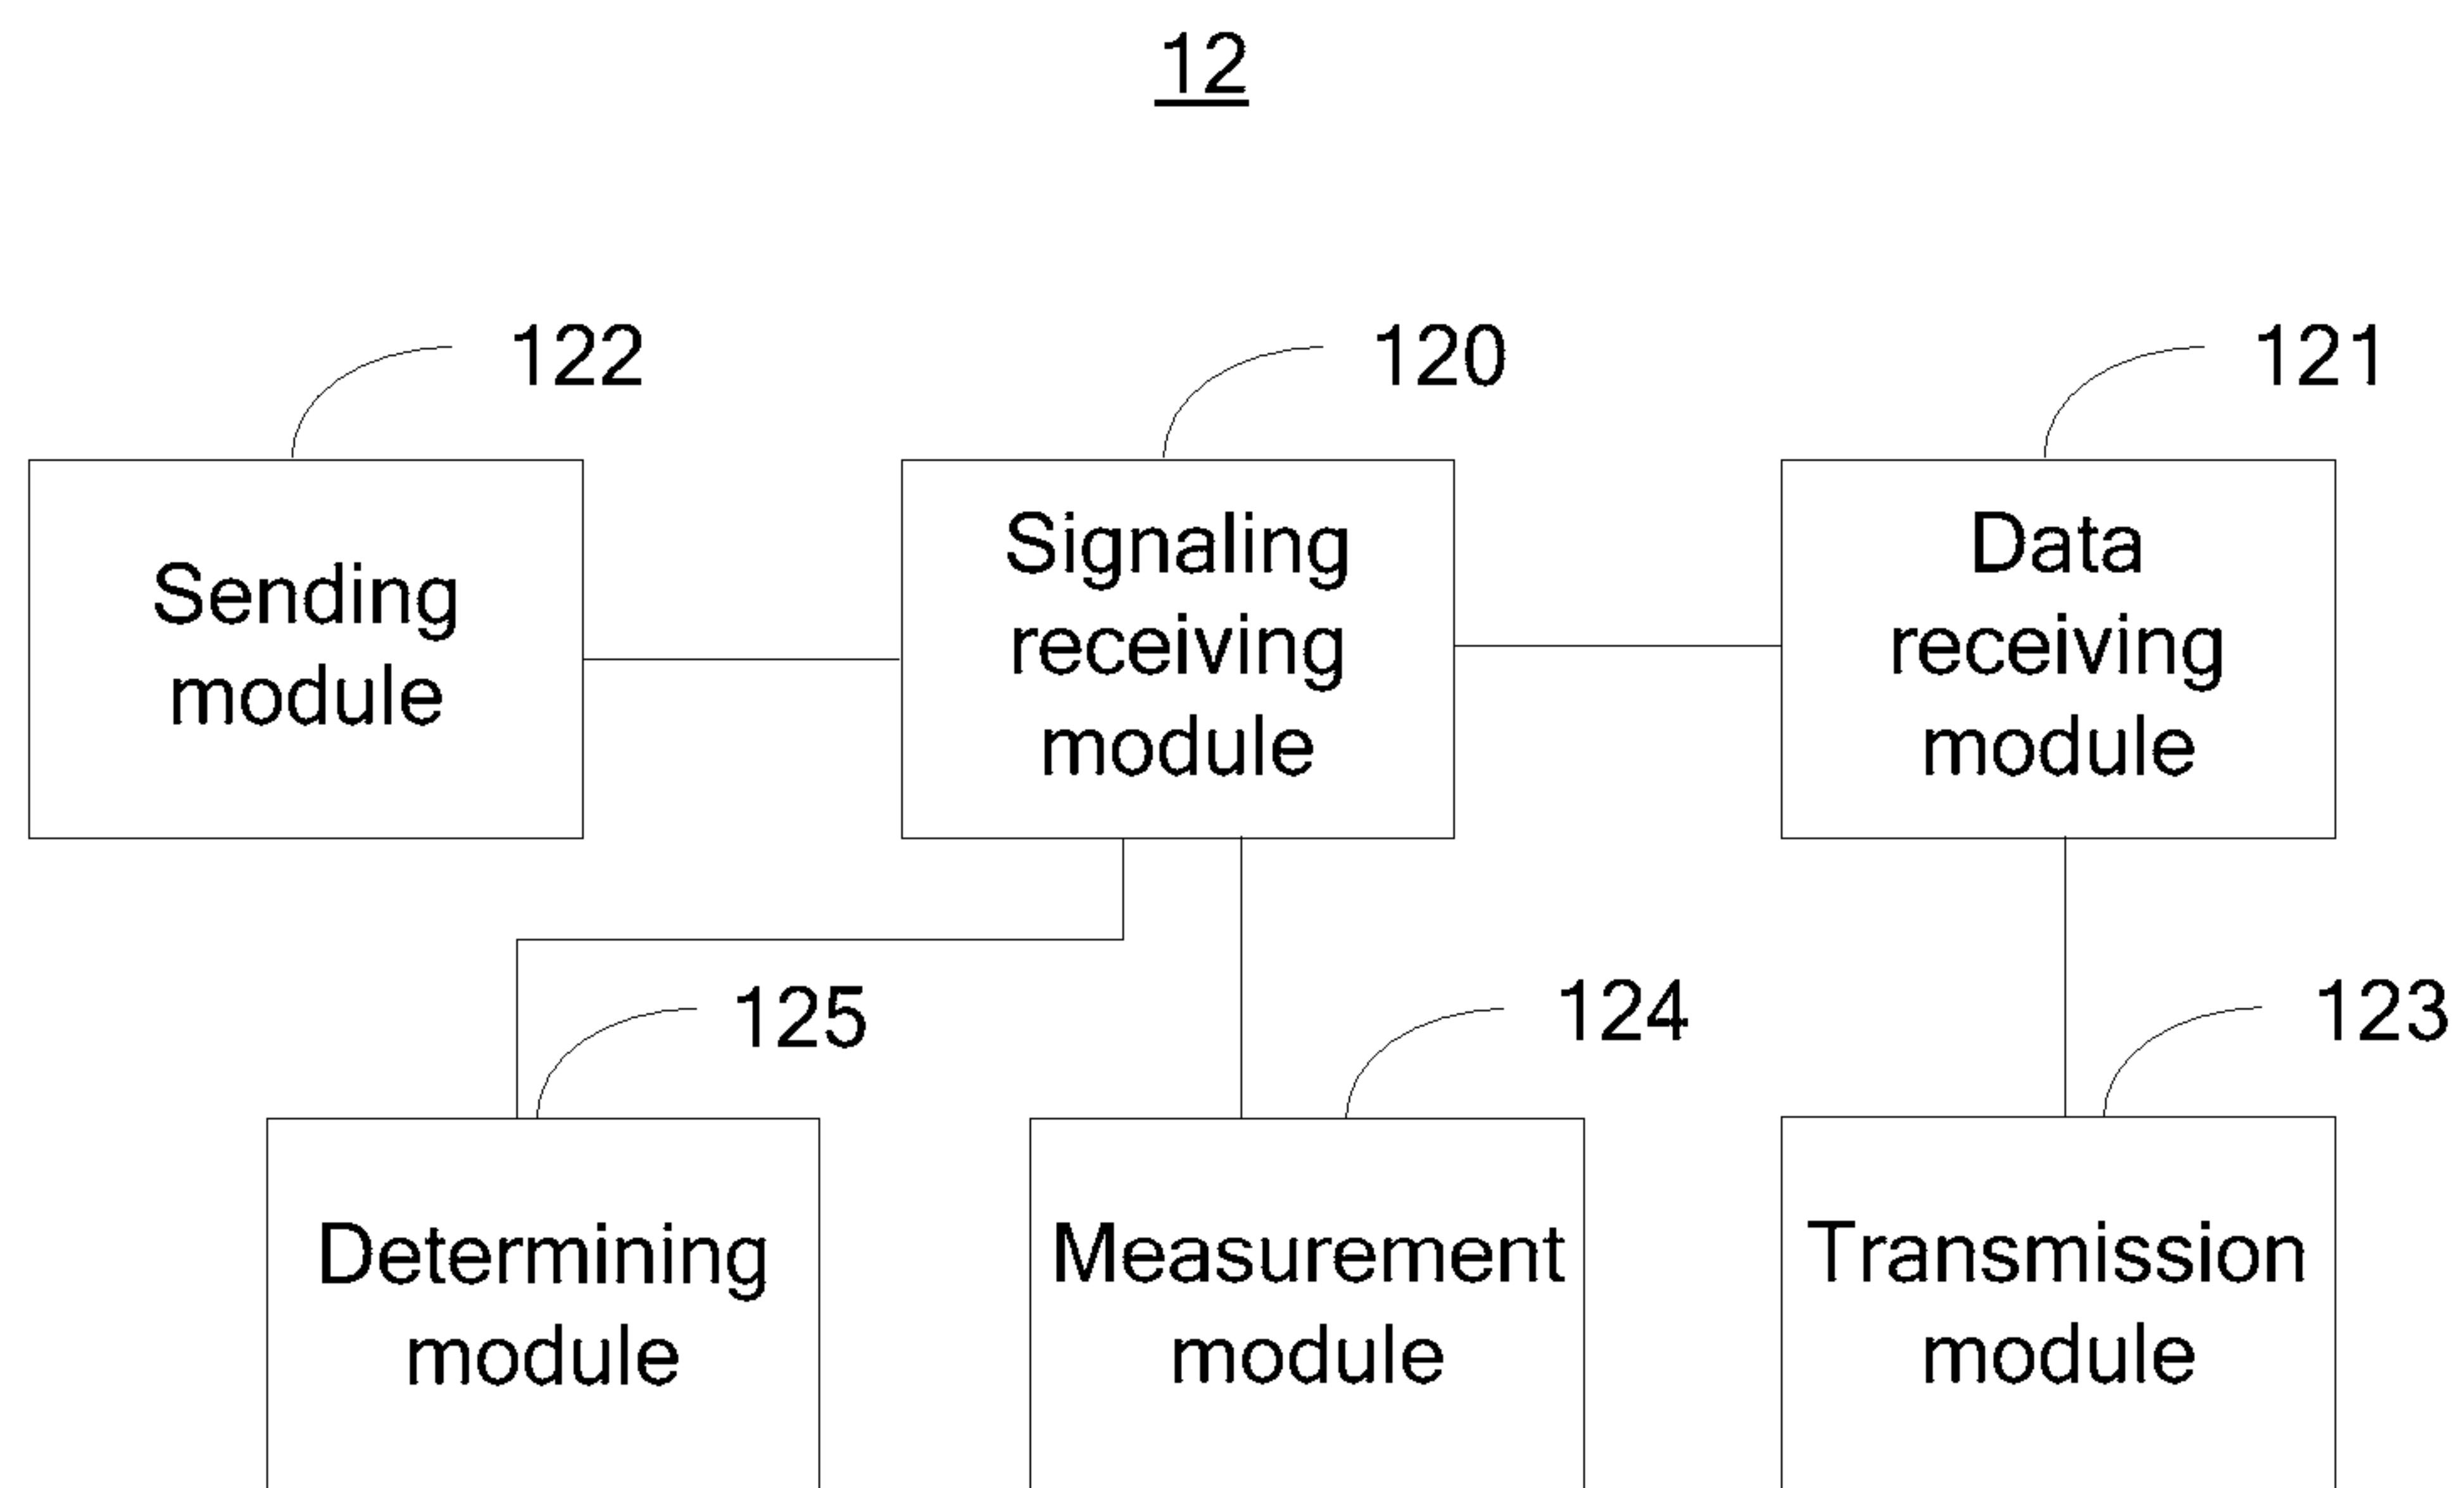 12
122
120
121
Sending
module
Signaling
receiving
module
Data
receiving
module
125
124
123
Determining
module
Measurement
module
Transmission
module